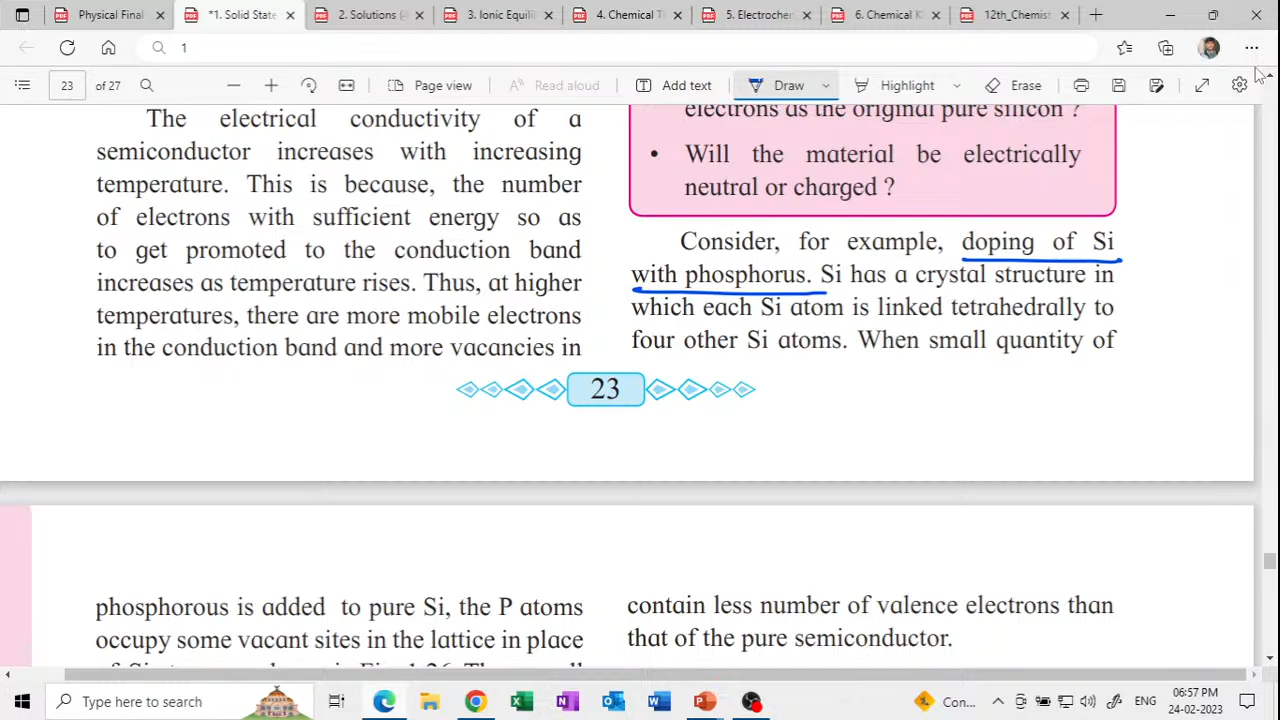 Physical Final
*1. Solid State
2. Solutions (4
3. Ionic Equilib
4. Chemical Th
5. Electrochem
6. Chemical Ki
12th_Chemist
1
23 of 27
Page view
Read aloud
Add text
Draw
Highlight
Erase
The electrical conductivity of a
semiconductor increases with increasing
temperature. This is because, the number
of electrons with sufficient energy so as
to get promoted to the conduction band
increases as temperature rises. Thus, at higher
temperatures, there are more mobile electrons
in the conduction band and more vacancies in
electrons as the original pure silicon ?
• Will the material be electrically
neutral or charged ?
Consider, for example, doping of Si
with phosphorus. Si has a crystal structure in
which each Si atom is linked tetrahedrally to
four other Si atoms. When small quantity of
23
phosphorous is added to pure Si, the P atoms
occupy some vacant sites in the lattice in place
contain less number of valence electrons than
that of the pure semiconductor.
Type here to search
Con...
ENG
06:57 PM
24-02-2023